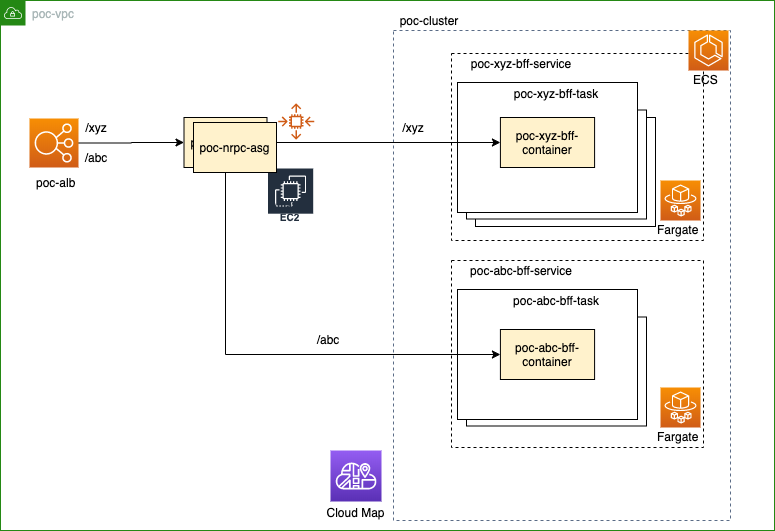 poc-vpc
poc-cluster
ECS
poc-xyz-bff-service
poc-xyz-bff-task
/xyz
/abc
poc-alb
poc-nrpc-asg
EC2
/xyz
poc-xyz-bff-
container
Fargate
poc-abc-bff-service
poc-abc-bff-task
/abc
poc-abc-bff-
container
Fargate
Cloud Map